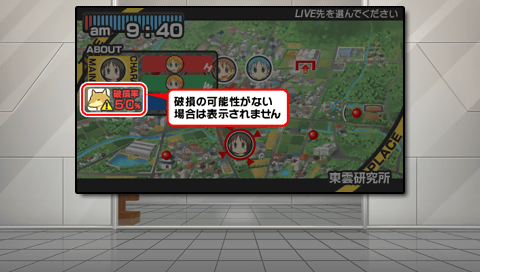 LIVE先を選んでください
am 9:40
ABOUT
MAIN
CHAR
破損率
50%
破損の可能性がない
場合は表示されません
PLACE
東雲研究所